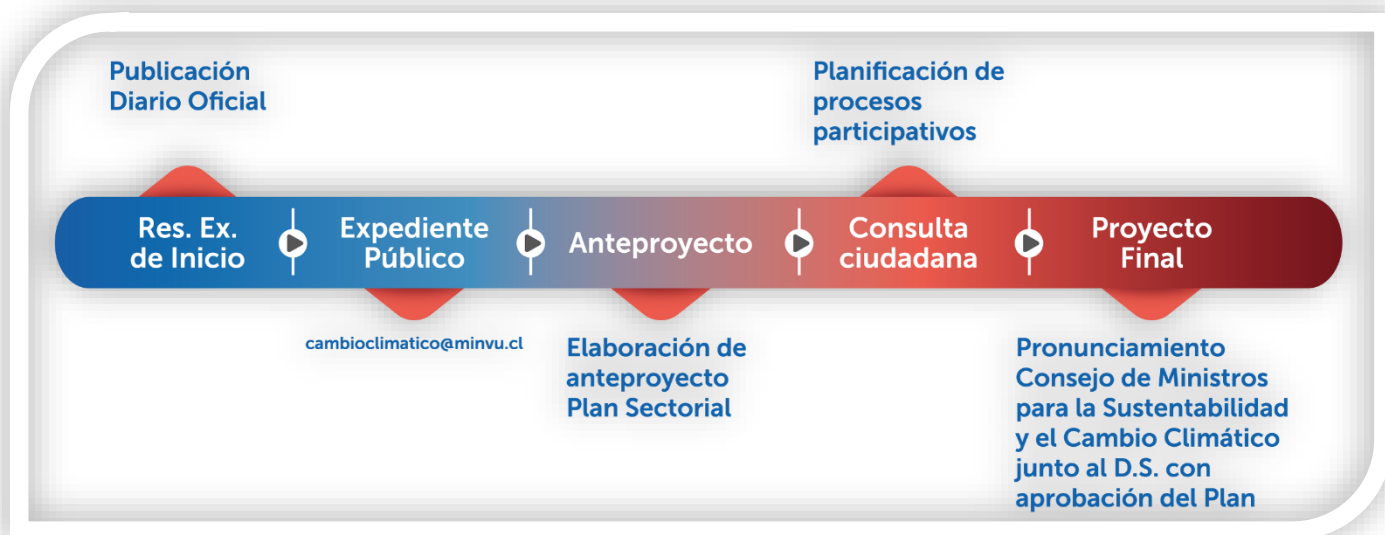 Publicación
Diario Oficial
Planificación de
procesos
participativos
Res. Ex.
de Inicio
Expediente
Público
Anteproyecto
Consulta
ciudadana
Proyecto
Final
cambioclimatico@minvu.cl
Elaboración de
anteproyecto
Plan Sectorial
Pronunciamiento
Consejo de Ministros
para la Sustentabilidad
y el Cambio Climático
junto al D.S. con
aprobación del Plan